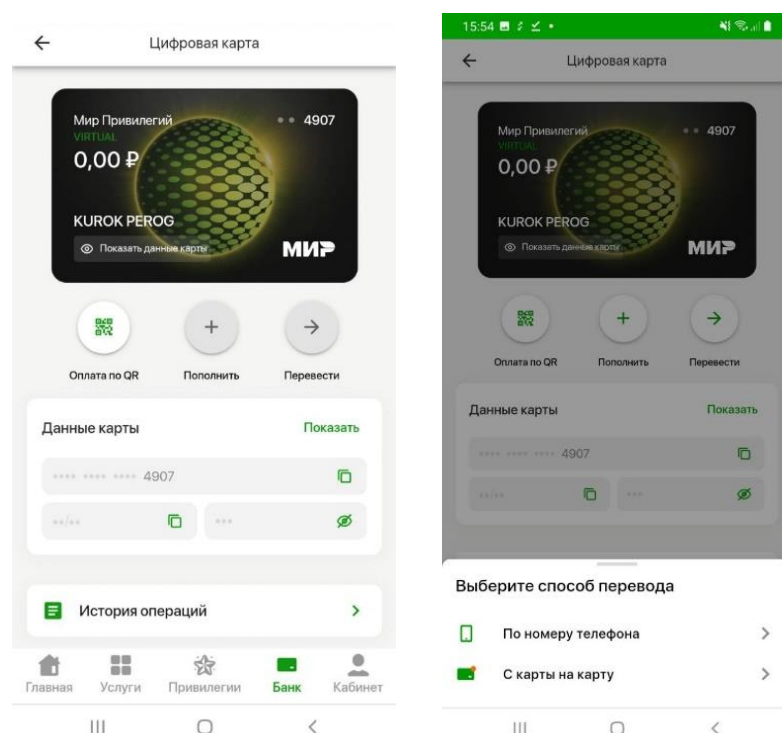 Цифровая карта
Мир Привилегий
4907
VIRTUAL
0,00 ₽
KUROK PEROG
Показать данные карты
МИР
Оплата по QR
Пополнить
Перевести
Данные карты
Показать
•••• •••• •••• 4907
••/••
•••
История операций
Главная
Услуги
Привилегии
Банк
Кабинет
15:54
Цифровая карта
Мир Привилегий
4907
VIRTUAL
0,00 ₽
KUROK PEROG
Показать данные карты
МИР
Оплата по QR
Пополнить
Перевести
Данные карты
Показать
•••• •••• •••• 4907
••/••
•••
Выберите способ перевода
По номеру телефона
С карты на карту